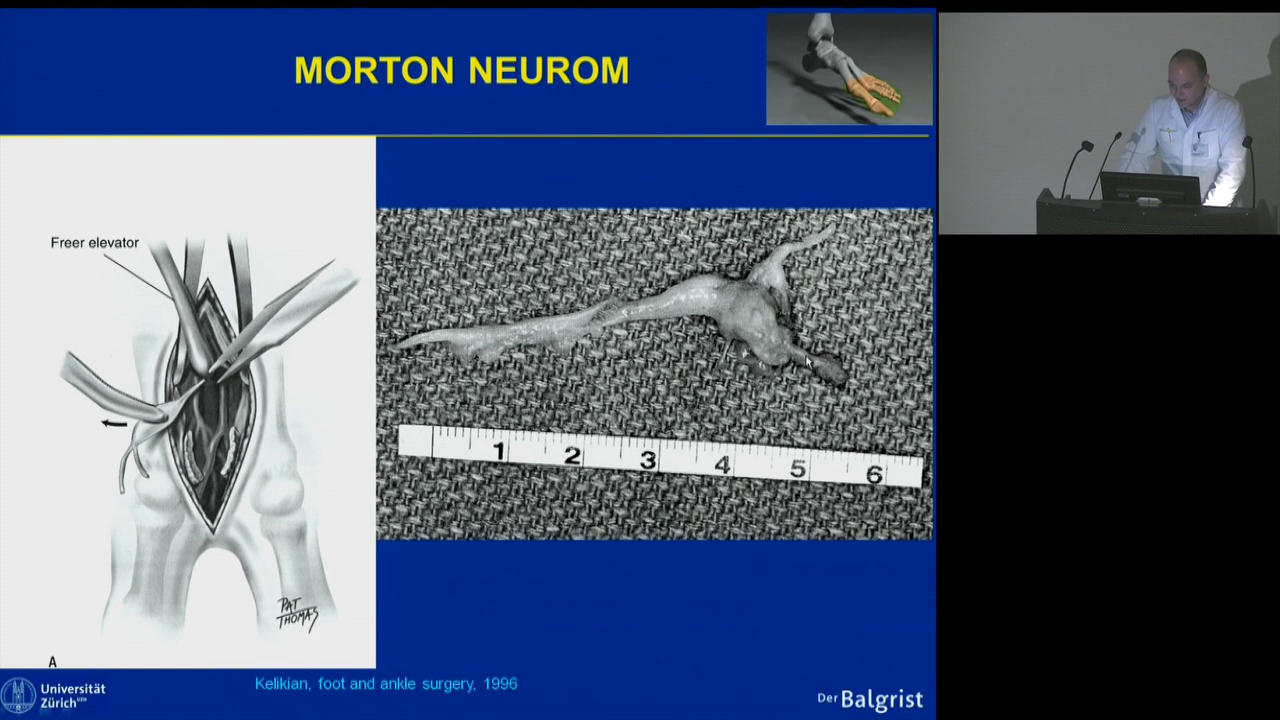 MORTON NEUROM
Freer elevator
1 2 3 4 5 6
PAT
THOMAS
A
Kelikian, foot and ankle surgery, 1996
Universität
Zürich UZH
Der Balgrist